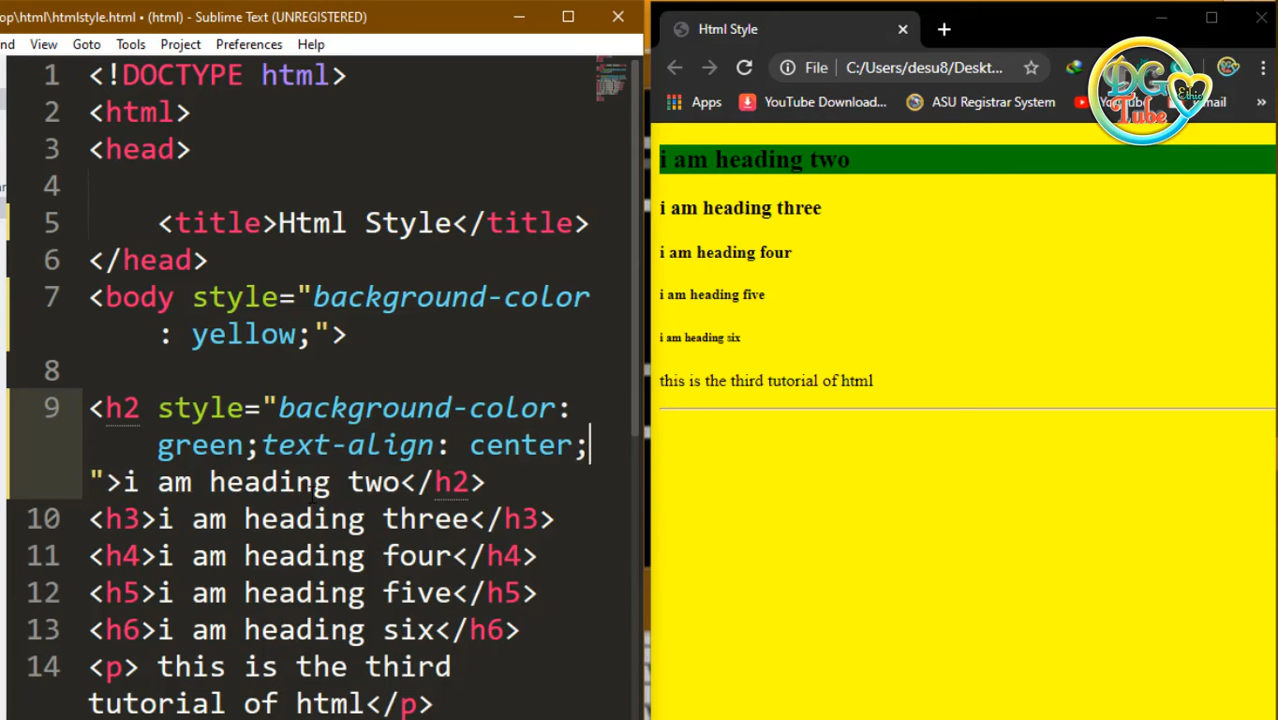 op\html\htmlstyle.html • (html) - Sublime Text (UNREGISTERED)
nd View Goto Tools Project Preferences Help
1 <!DOCTYPE html>
2 <html>
3 <head>
4
5 <title>Html Style</title>
6 </head>
7 <body style="background-color
: yellow;">
8
9 <h2 style="background-color:
green;text-align: center;
">i am heading two</h2>
10 <h3>i am heading three</h3>
11 <h4>i am heading four</h4>
12 <h5>i am heading five</h5>
13 <h6>i am heading six</h6>
14 <p> this is the third
tutorial of html</p>
Html Style
File C:/Users/desu8/Deskt...
Apps YouTube Download... ASU Registrar System
DG
Ethio
Tube
i am heading two
i am heading three
i am heading four
i am heading five
i am heading six
this is the third tutorial of html